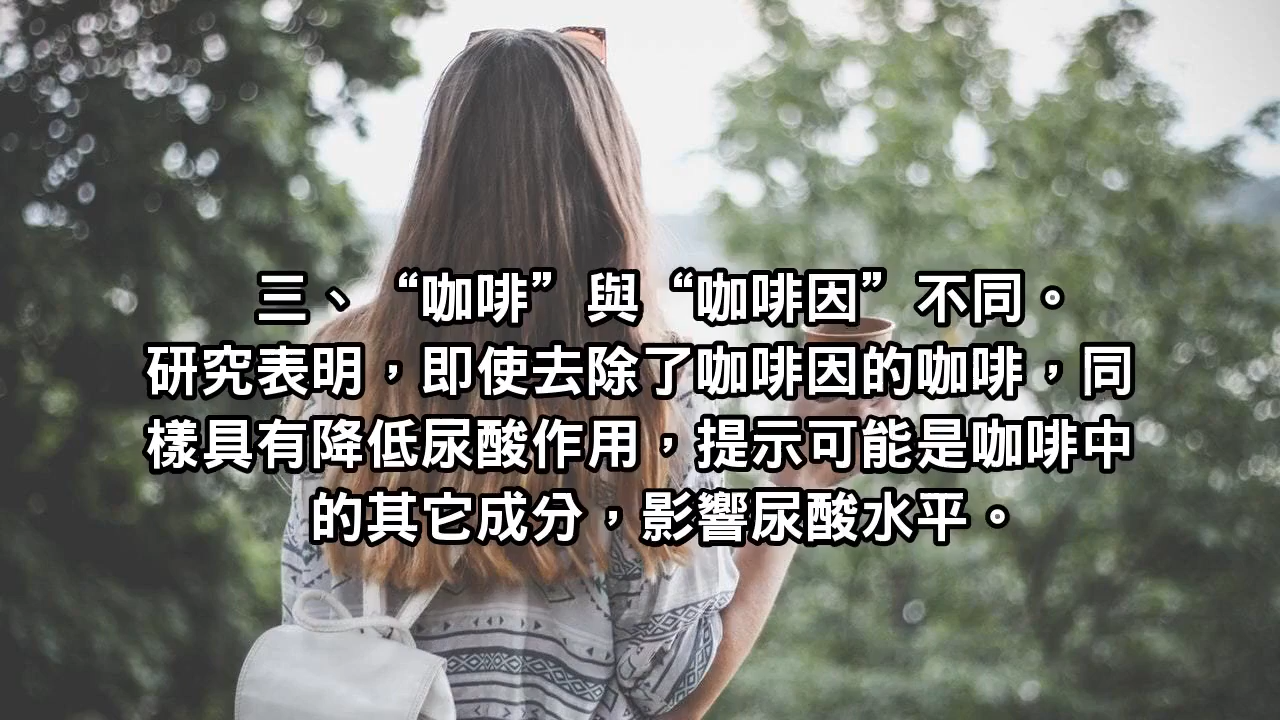 三、“咖啡”與“咖啡因”不同。
研究表明，即使去除了咖啡因的咖啡，同
樣具有降低尿酸作用，提示可能是咖啡中
的其它成分，影響尿酸水平。